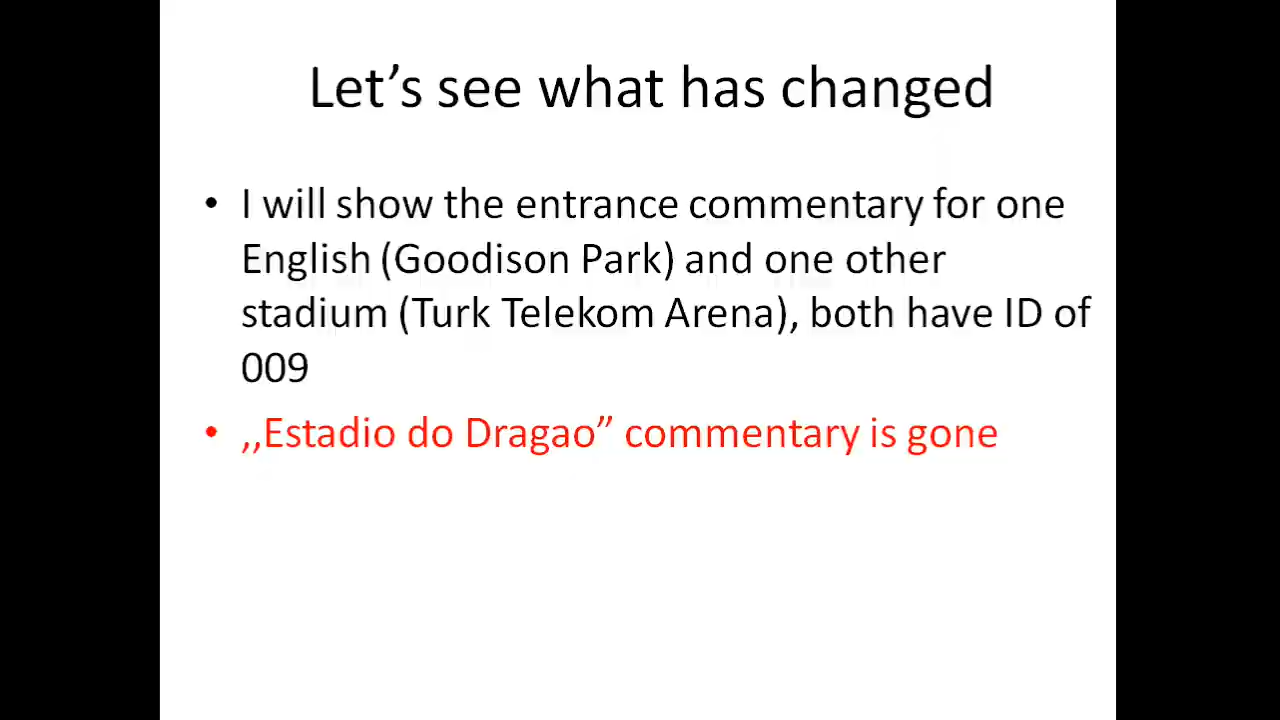 Let’s see what has changed
• I will show the entrance commentary for one
English (Goodison Park) and one other
stadium (Turk Telekom Arena), both have ID of
009
• ,,Estadio do Dragao” commentary is gone